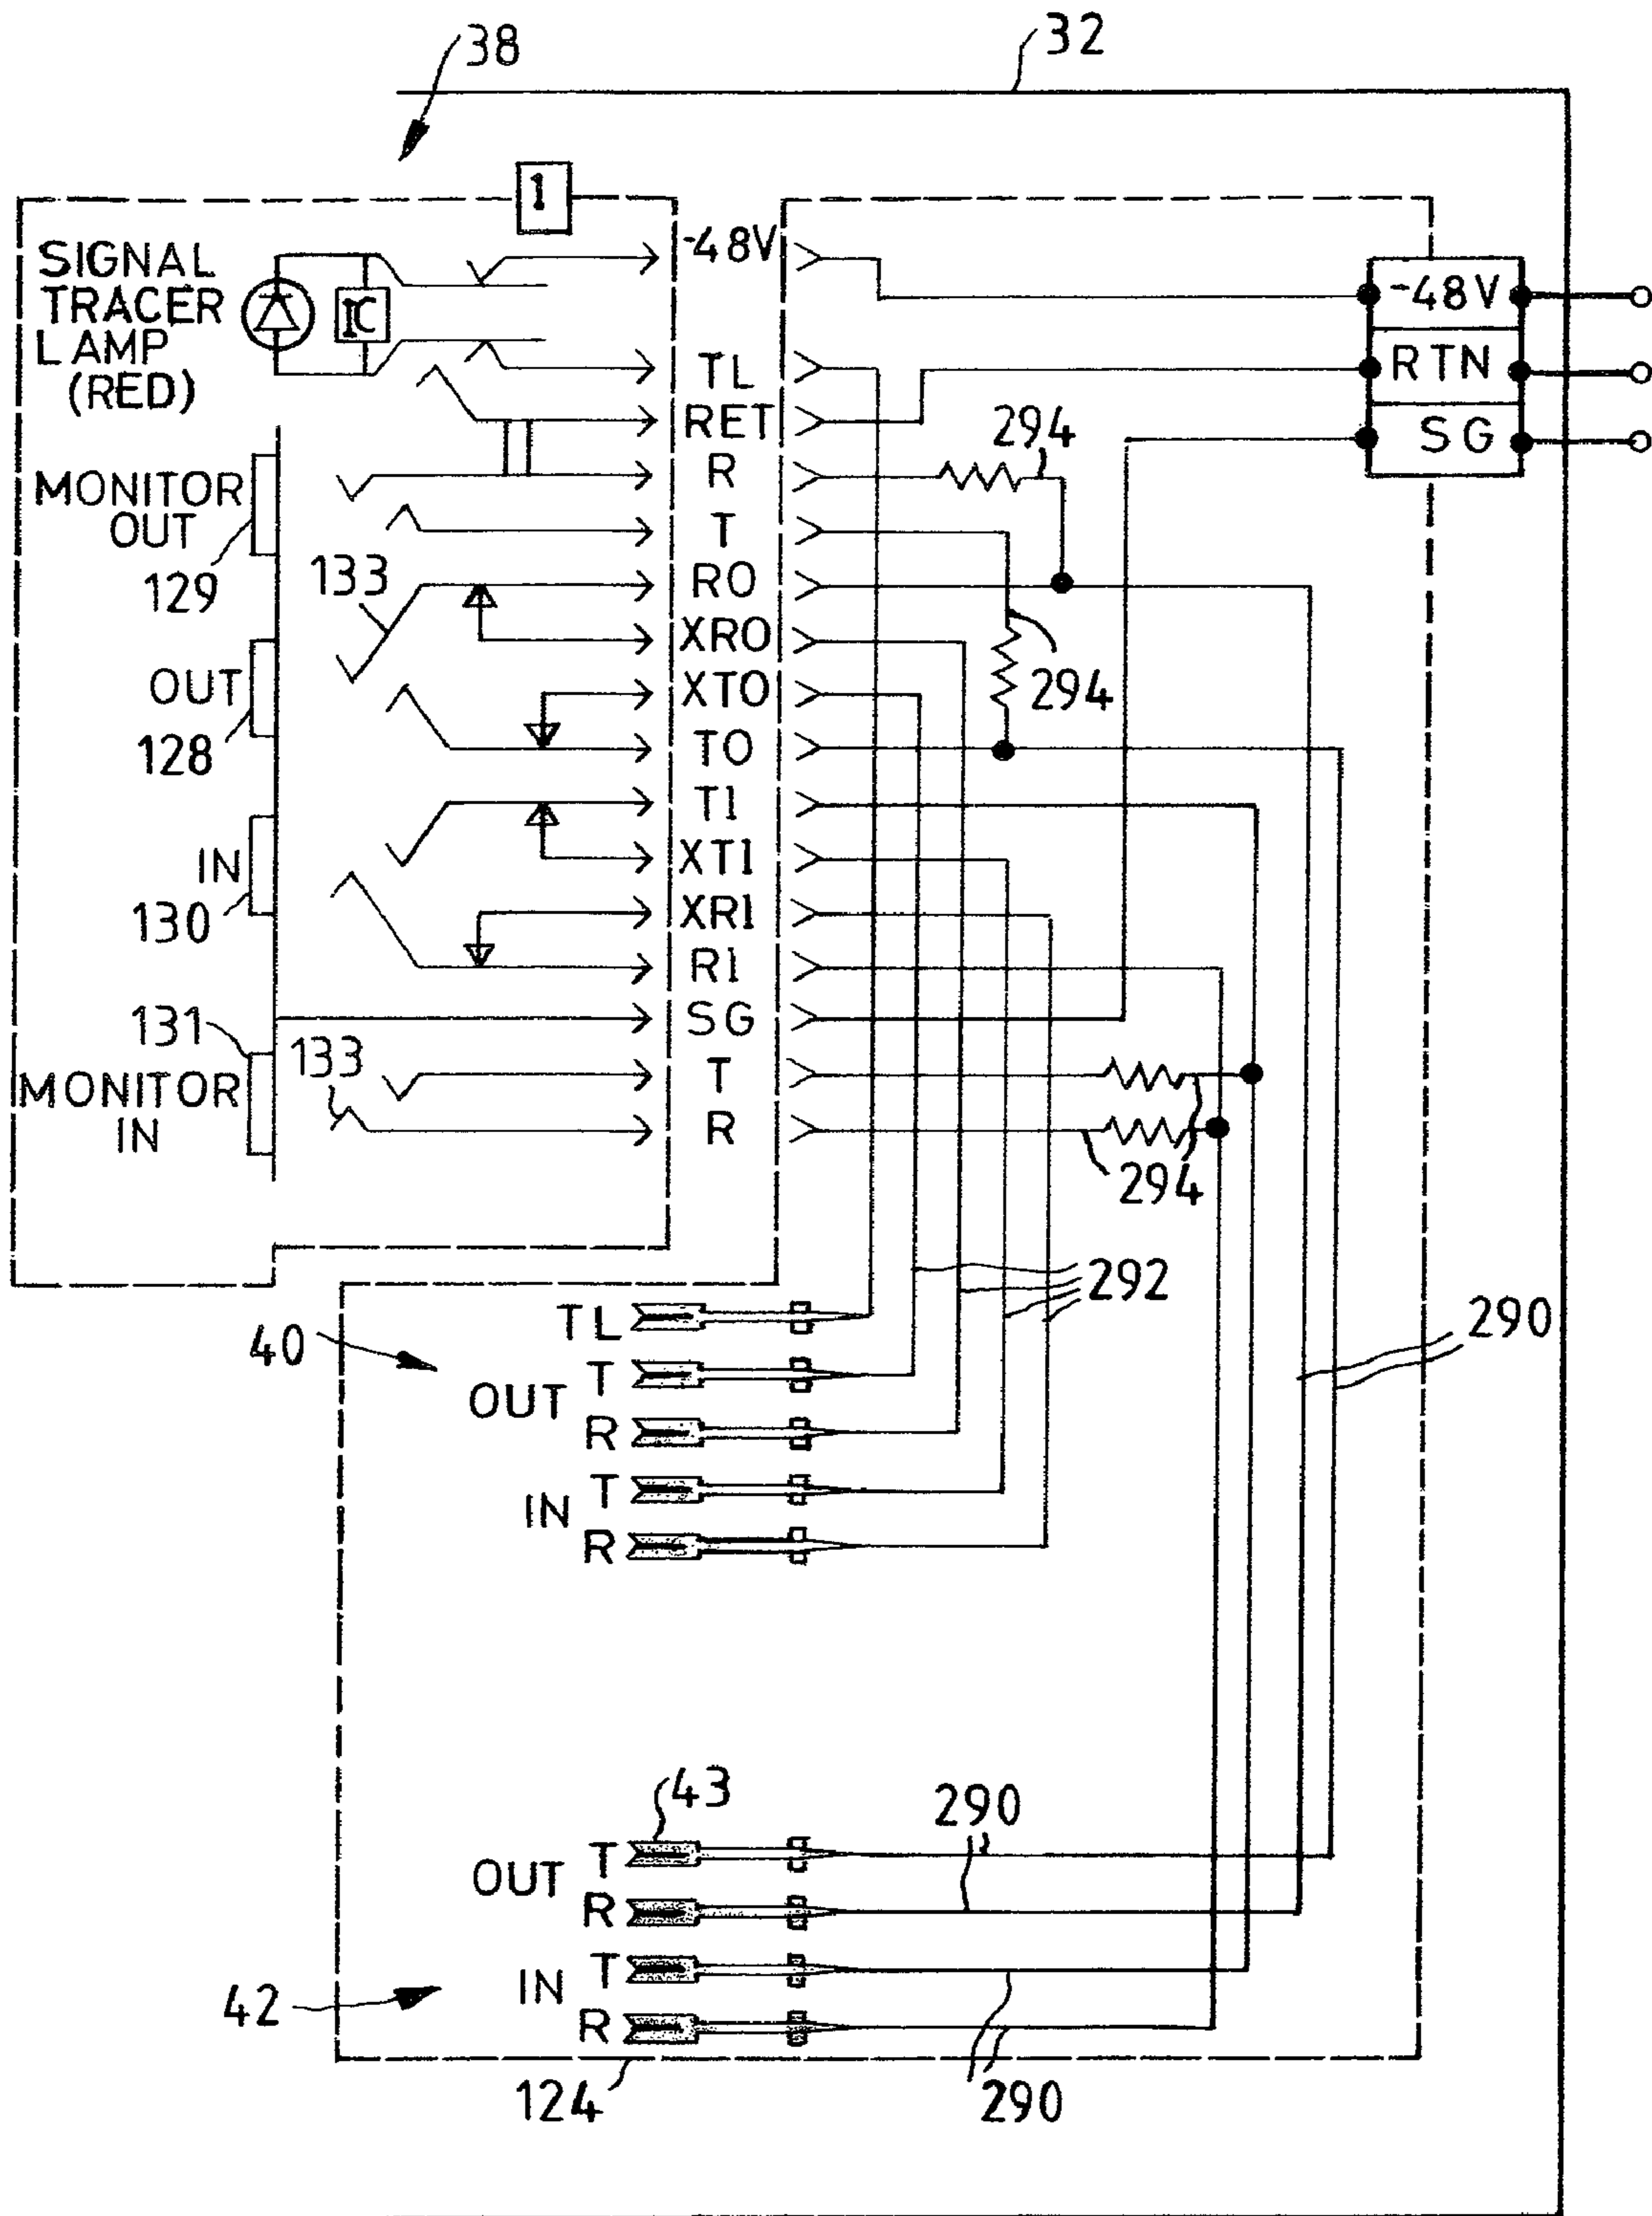 38
32
1
SIGNAL
TRACER
LAMP
(RED)
IC
-48V
-48V
TL
RTN
RET
SG
294
R
MONITOR
OUT
T
129
133
RO
XRO
OUT
XTO
294
128
TO
T1
IN
XT1
130
XR1
R1
131
SG
133
T
MONITOR
IN
R
294
292
TL
290
40
OUT
T
R
IN
T
R
43
290
OUT
T
R
IN
T
42
R
124
290